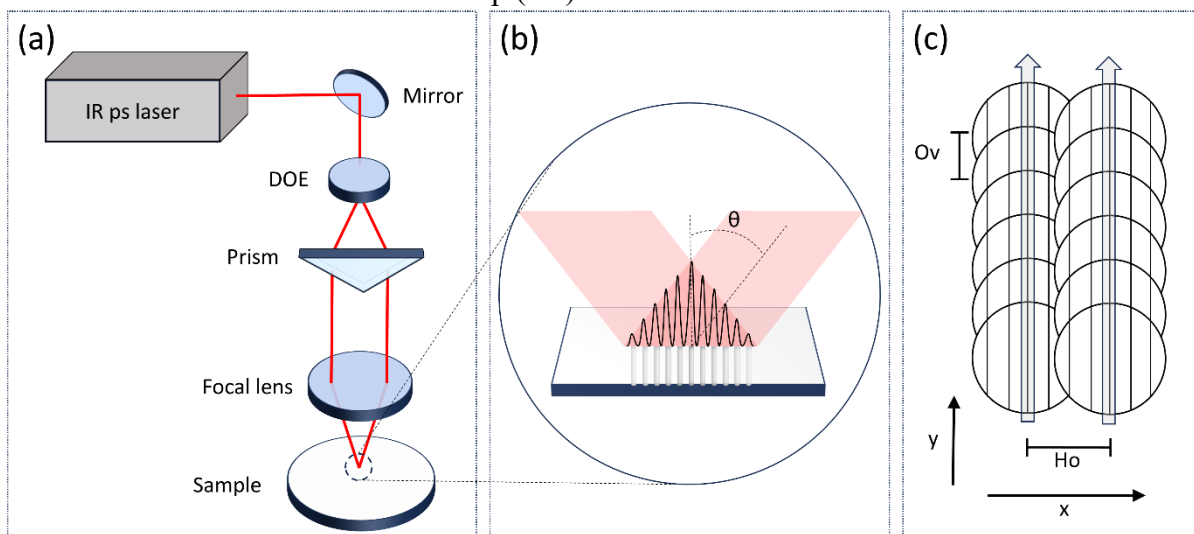 (a)
IR ps laser
Mirror
DOE
Prism
Focal lens
Sample
(b)
θ
(c)
Ov
y
Ho
x